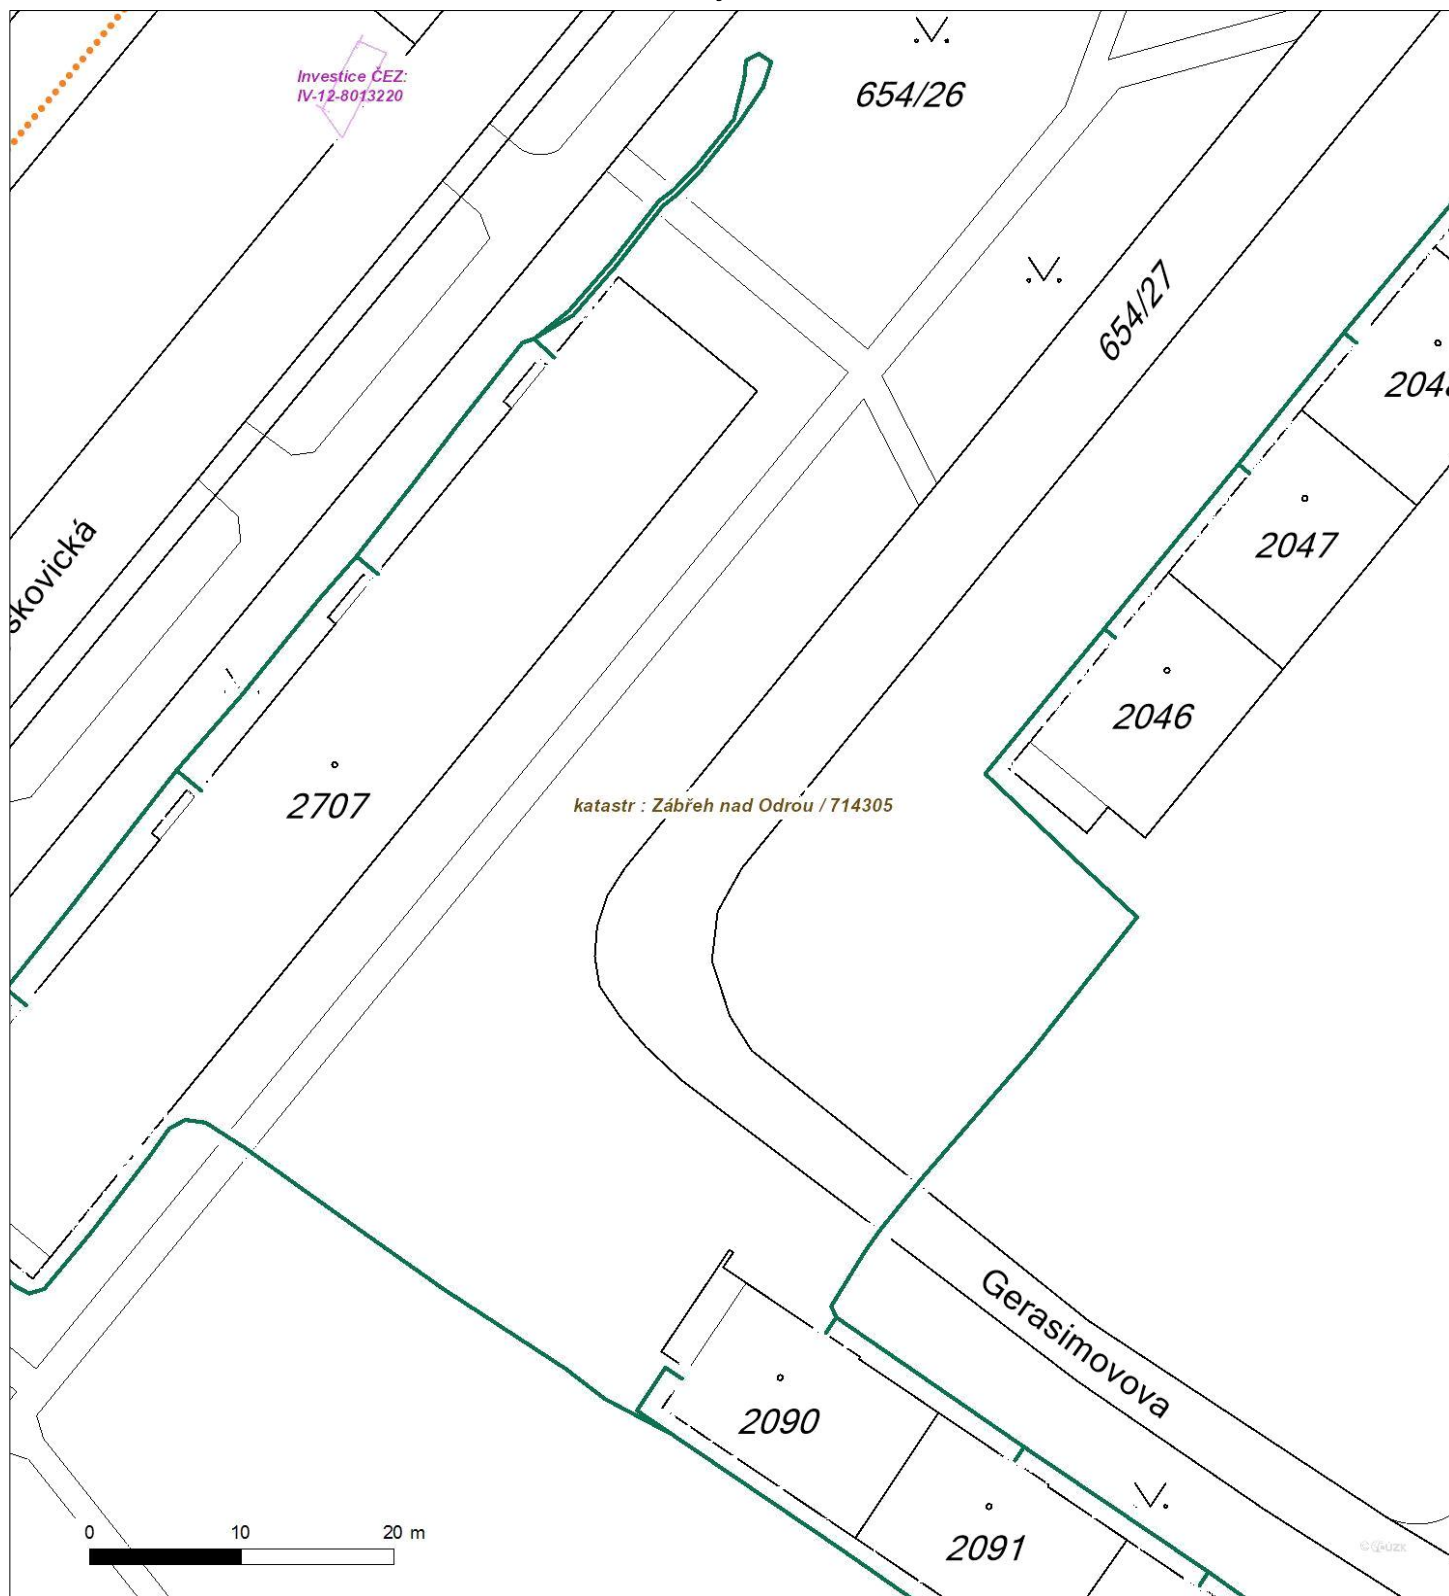 Investice ČEZ:
IV-12-8013220
654/26
654/27
2047
skovická
2046
2707
katastr : Zábřeh nad Odrou / 714305
Gerasimovova
2090
2091
0 10 20 m